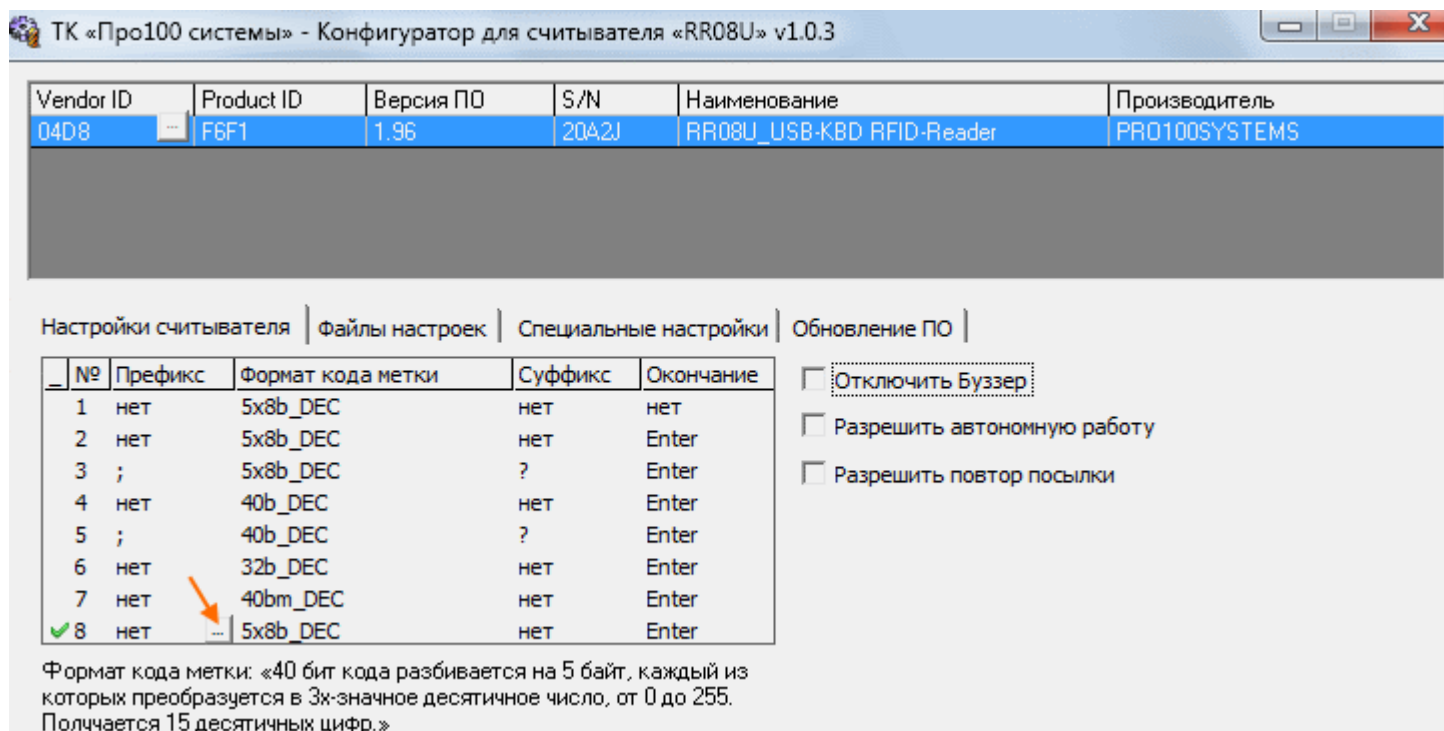 ТК «Про100 системы» - Конфигуратор для считывателя «RR08U» v1.0.3
Vendor ID Product ID Версия ПО S/N Наименование Производитель
04D8 ... F6F1 1.96 20A2J RR08U_USB-KBD RFID-Reader PRO100SYSTEMS
Настройки считывателя Файлы настроек Специальные настройки Обновление ПО
_ № Префикс Формат кода метки Суффикс Окончание
1 нет 5x8b_DEC нет нет
2 нет 5x8b_DEC нет Enter
3 ; 5x8b_DEC ? Enter
4 нет 40b_DEC нет Enter
5 ; 40b_DEC ? Enter
6 нет 32b_DEC нет Enter
7 нет 40bm_DEC нет Enter
8 нет ... 5x8b_DEC нет Enter
Отключить Буззер
Разрешить автономную работу
Разрешить повтор посылки
Формат кода метки: «40 бит кода разбивается на 5 байт, каждый из
которых преобразуется в 3х-значное десятичное число, от 0 до 255.
Получается 15 десятичных цифр.»